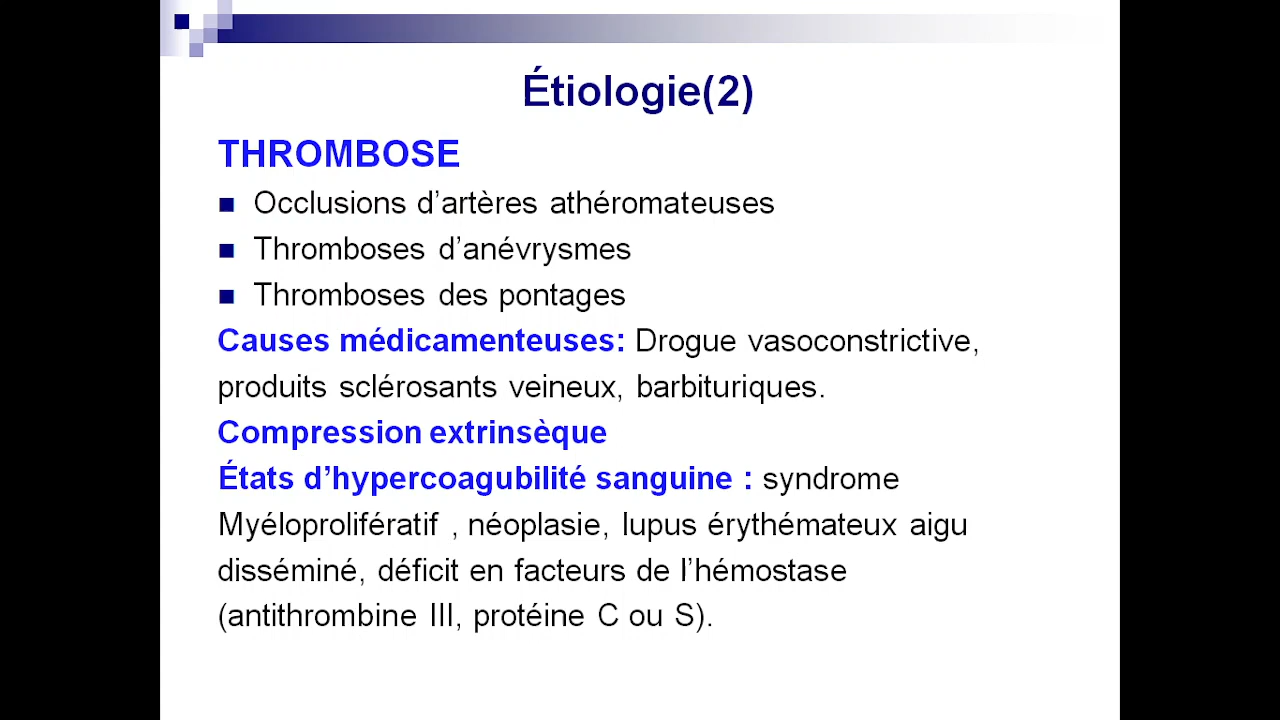 Étiologie(2)
THROMBOSE
Occlusions d’artères athéromateuses
Thromboses d’anévrysmes
Thromboses des pontages
Causes médicamenteuses: Drogue vasoconstrictive,
produits sclérosants veineux, barbituriques.
Compression extrinsèque
États d’hypercoagubilité sanguine : syndrome
Myéloprolifératif , néoplasie, lupus érythémateux aigu
disséminé, déficit en facteurs de l’hémostase
(antithrombine III, protéine C ou S).